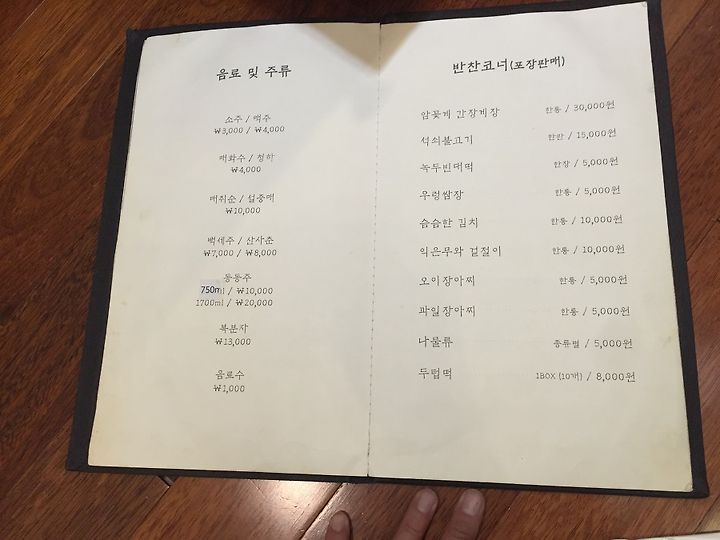 음료 및 주류
소주 / 맥주
₩3,000 / ₩4,000
매화수 / 청하
₩4,000
매취순 / 설중매
₩10,000
백세주 / 산사춘
₩7,000 / ₩8,000
동동주
750ml / ₩10,000
1700ml / ₩20,000
복분자
₩13,000
음료수
₩1,000
반찬코너(포장판매)
암꽃게 간장게장 한통 / 30,000원
석쇠불고기 한판 / 15,000원
녹두빈대떡 한장 / 5,000원
우렁쌈장 한통 / 5,000원
슴슴한 김치 한통 / 10,000원
익은무와 겉절이 한통 / 10,000원
오이장아찌 한통 / 5,000원
과일장아찌 한통 / 5,000원
나물류 종류별 / 5,000원
두텁떡 1BOX (10개) / 8,000원